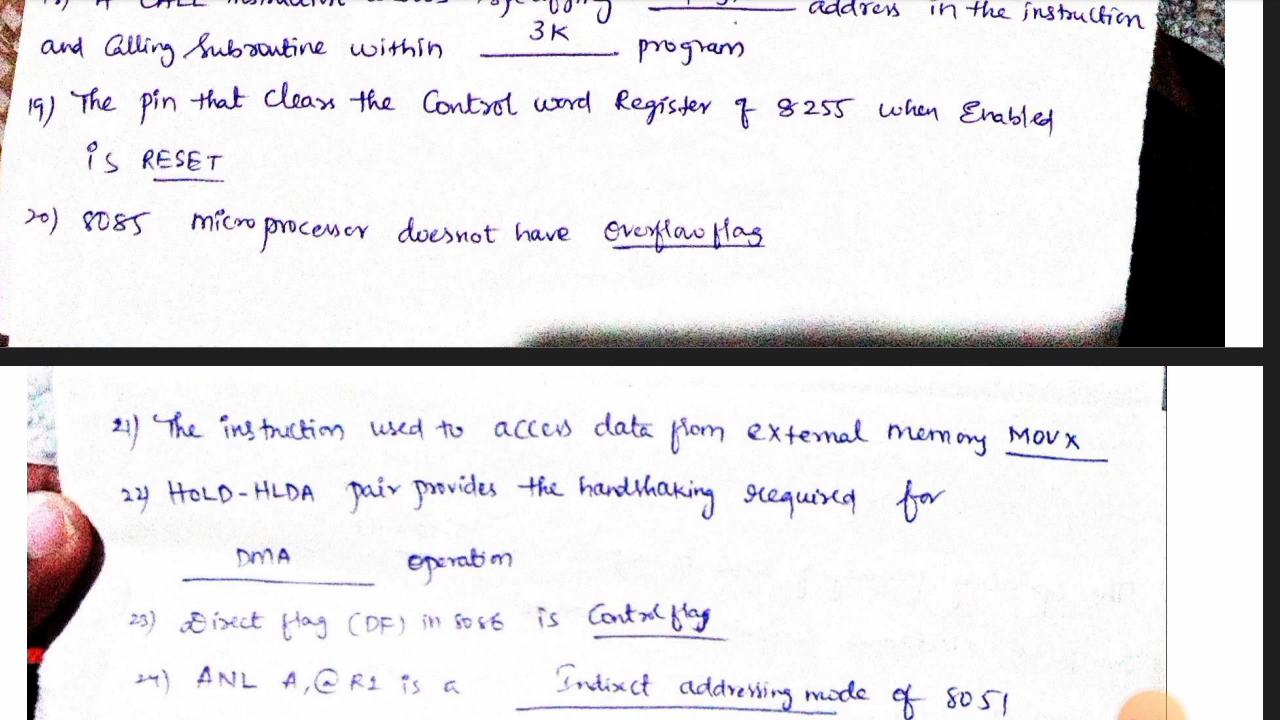 18) A CALL instruction address in the instruction
and Calling Subroutine within 3K program
19) The pin that clears the Control word Register of 8255 when Enabled
is RESET
20) 8085 microprocessor doesnot have Overflow flag
21) The instruction used to access data from external memory MOVX
22) HOLD-HLDA pair provides the handshaking required for
DMA operation
23) Direct flag (DF) in 8086 is Control flag
24) ANL A,@R1 is a Indirect addressing mode of 8051